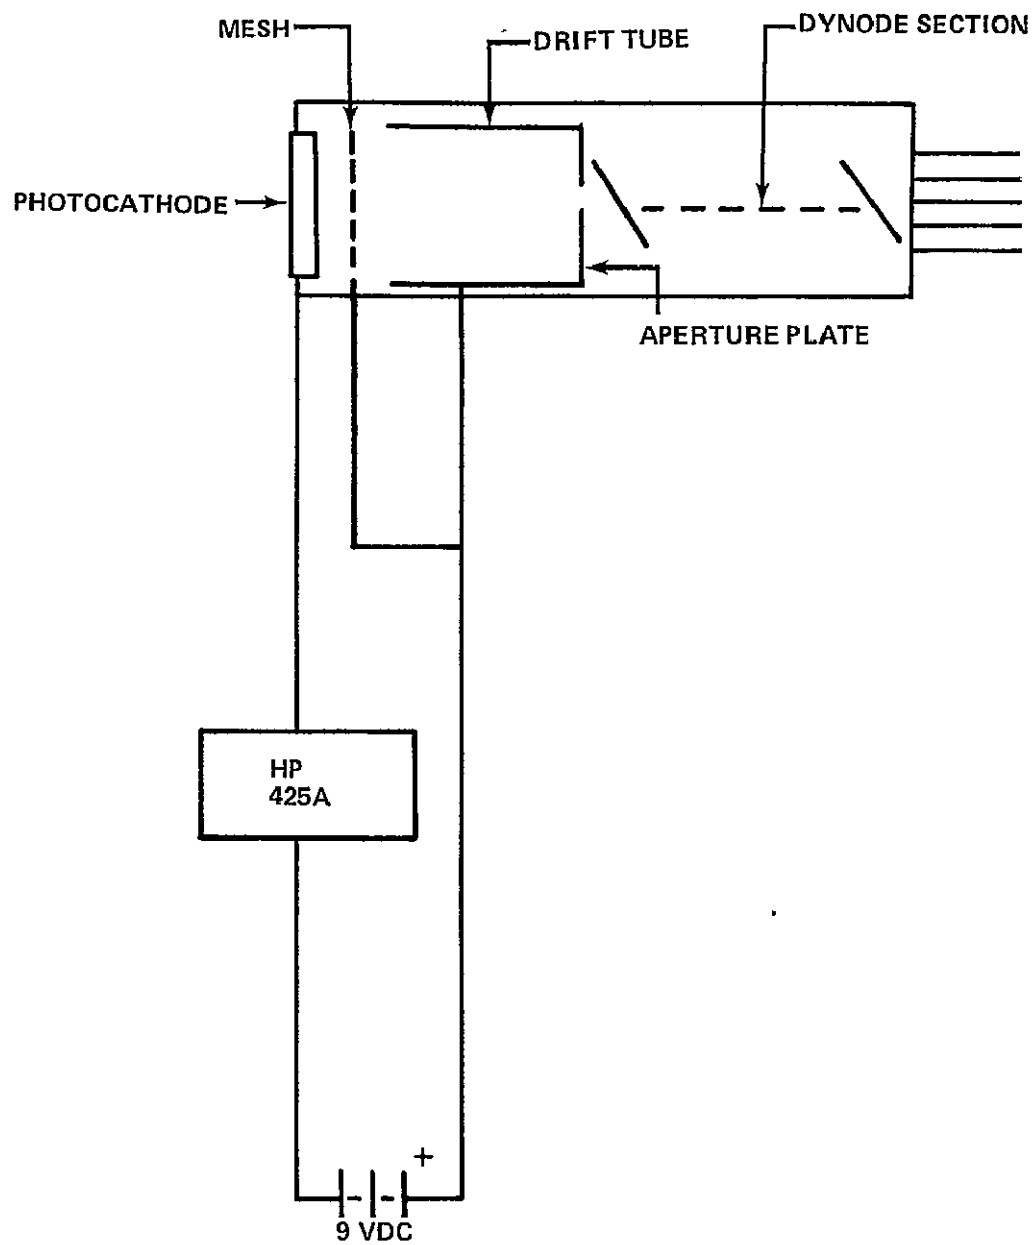 MESH
DRIFT TUBE
DYNODE SECTION
PHOTOCATHODE
APERTURE PLATE
HP
425A
+
9 VDC